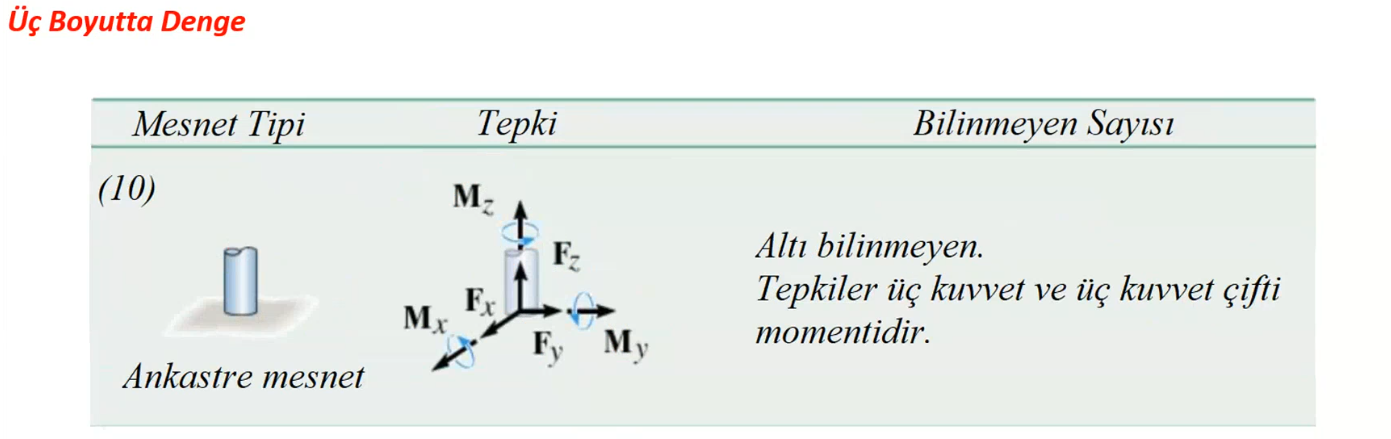 Üç Boyutta Denge
Mesnet Tipi Tepki Bilinmeyen Sayısı
(10)
Mz
Fz
Fx
Mx
Fy
My
Altı bilinmeyen.
Tepkiler üç kuvvet ve üç kuvvet çifti
momentidir.
Ankastre mesnet